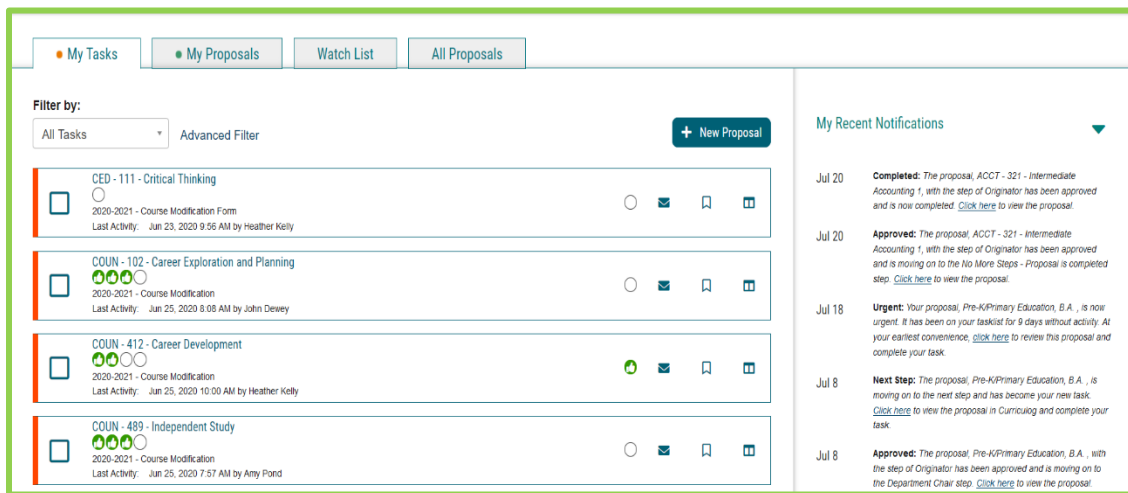 My Tasks
My Proposals
Watch List
All Proposals
Filter by:
All Tasks
Advanced Filter
+ New Proposal
CED - 111 - Critical Thinking
2020-2021 - Course Modification Form
Last Activity: Jun 23, 2020 9:56 AM by Heather Kelly
COUN - 102 - Career Exploration and Planning
2020-2021 - Course Modification
Last Activity: Jun 25, 2020 8:08 AM by John Dewey
COUN - 412 - Career Development
2020-2021 - Course Modification
Last Activity: Jun 25, 2020 10:00 AM by Heather Kelly
COUN - 489 - Independent Study
2020-2021 - Course Modification
Last Activity: Jun 25, 2020 7:57 AM by Amy Pond
My Recent Notifications
Jul 20
Completed: The proposal, ACCT - 321 - Intermediate
Accounting 1, with the step of Originator has been approved
and is now completed. Click here to view the proposal.
Jul 20
Approved: The proposal, ACCT - 321 - Intermediate
Accounting 1, with the step of Originator has been approved
and is moving on to the No More Steps - Proposal is completed
step. Click here to view the proposal.
Jul 18
Urgent: Your proposal, Pre-K/Primary Education, B.A. , is now
urgent. It has been on your tasklist for 9 days without activity. At
your earliest convenience, click here to review this proposal and
complete your task.
Jul 8
Next Step: The proposal, Pre-K/Primary Education, B.A. , is
moving on to the next step and has become your new task.
Click here to view the proposal in Curriculog and complete your
task.
Jul 8
Approved: The proposal, Pre-K/Primary Education, B.A. , with
the step of Originator has been approved and is moving on to
the Department Chair step. Click here to view the proposal.